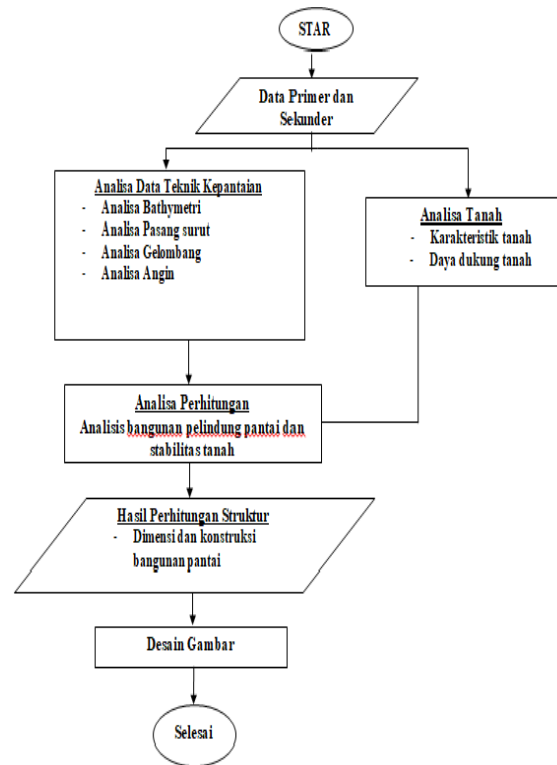 STAR
Data Primer dan
Sekunder
Analisa Data Teknik Kepantaian
- Analisa Bathymetri
- Analisa Pasang surut
- Analisa Gelombang
- Analisa Angin
Analisa Tanah
- Karakteristik tanah
- Daya dukung tanah
Analisa Perhitungan
Analisis bangunan pelindung pantai dan
stabilitas tanah
Hasil Perhitungan Struktur
- Dimensi dan konstruksi
bangunan pantai
Desain Gambar
Selesai